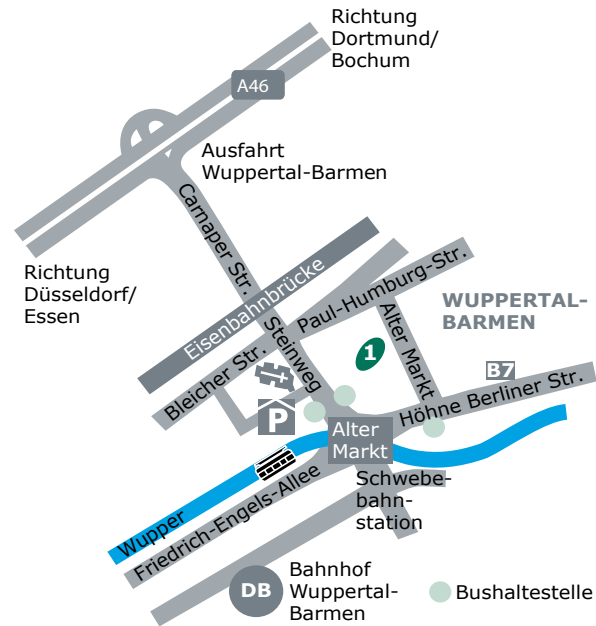 Richtung
Dortmund/
Bochum
A46
Ausfahrt
Wuppertal-Barmen
Carnaper Str.
Richtung
Düsseldorf/
Essen
Eisenbahnbrücke
Paul-Humburg-Str.
WUPPERTAL-
BARMEN
Steinweg
Alter Markt
1
Bleicher Str.
B7
Höhne Berliner Str.
P
Alter
Markt
Schwebe-
bahn-
station
Wupper
Friedrich-Engels-Allee
DB
Bahnhof
Wuppertal-
Barmen
Bushaltestelle